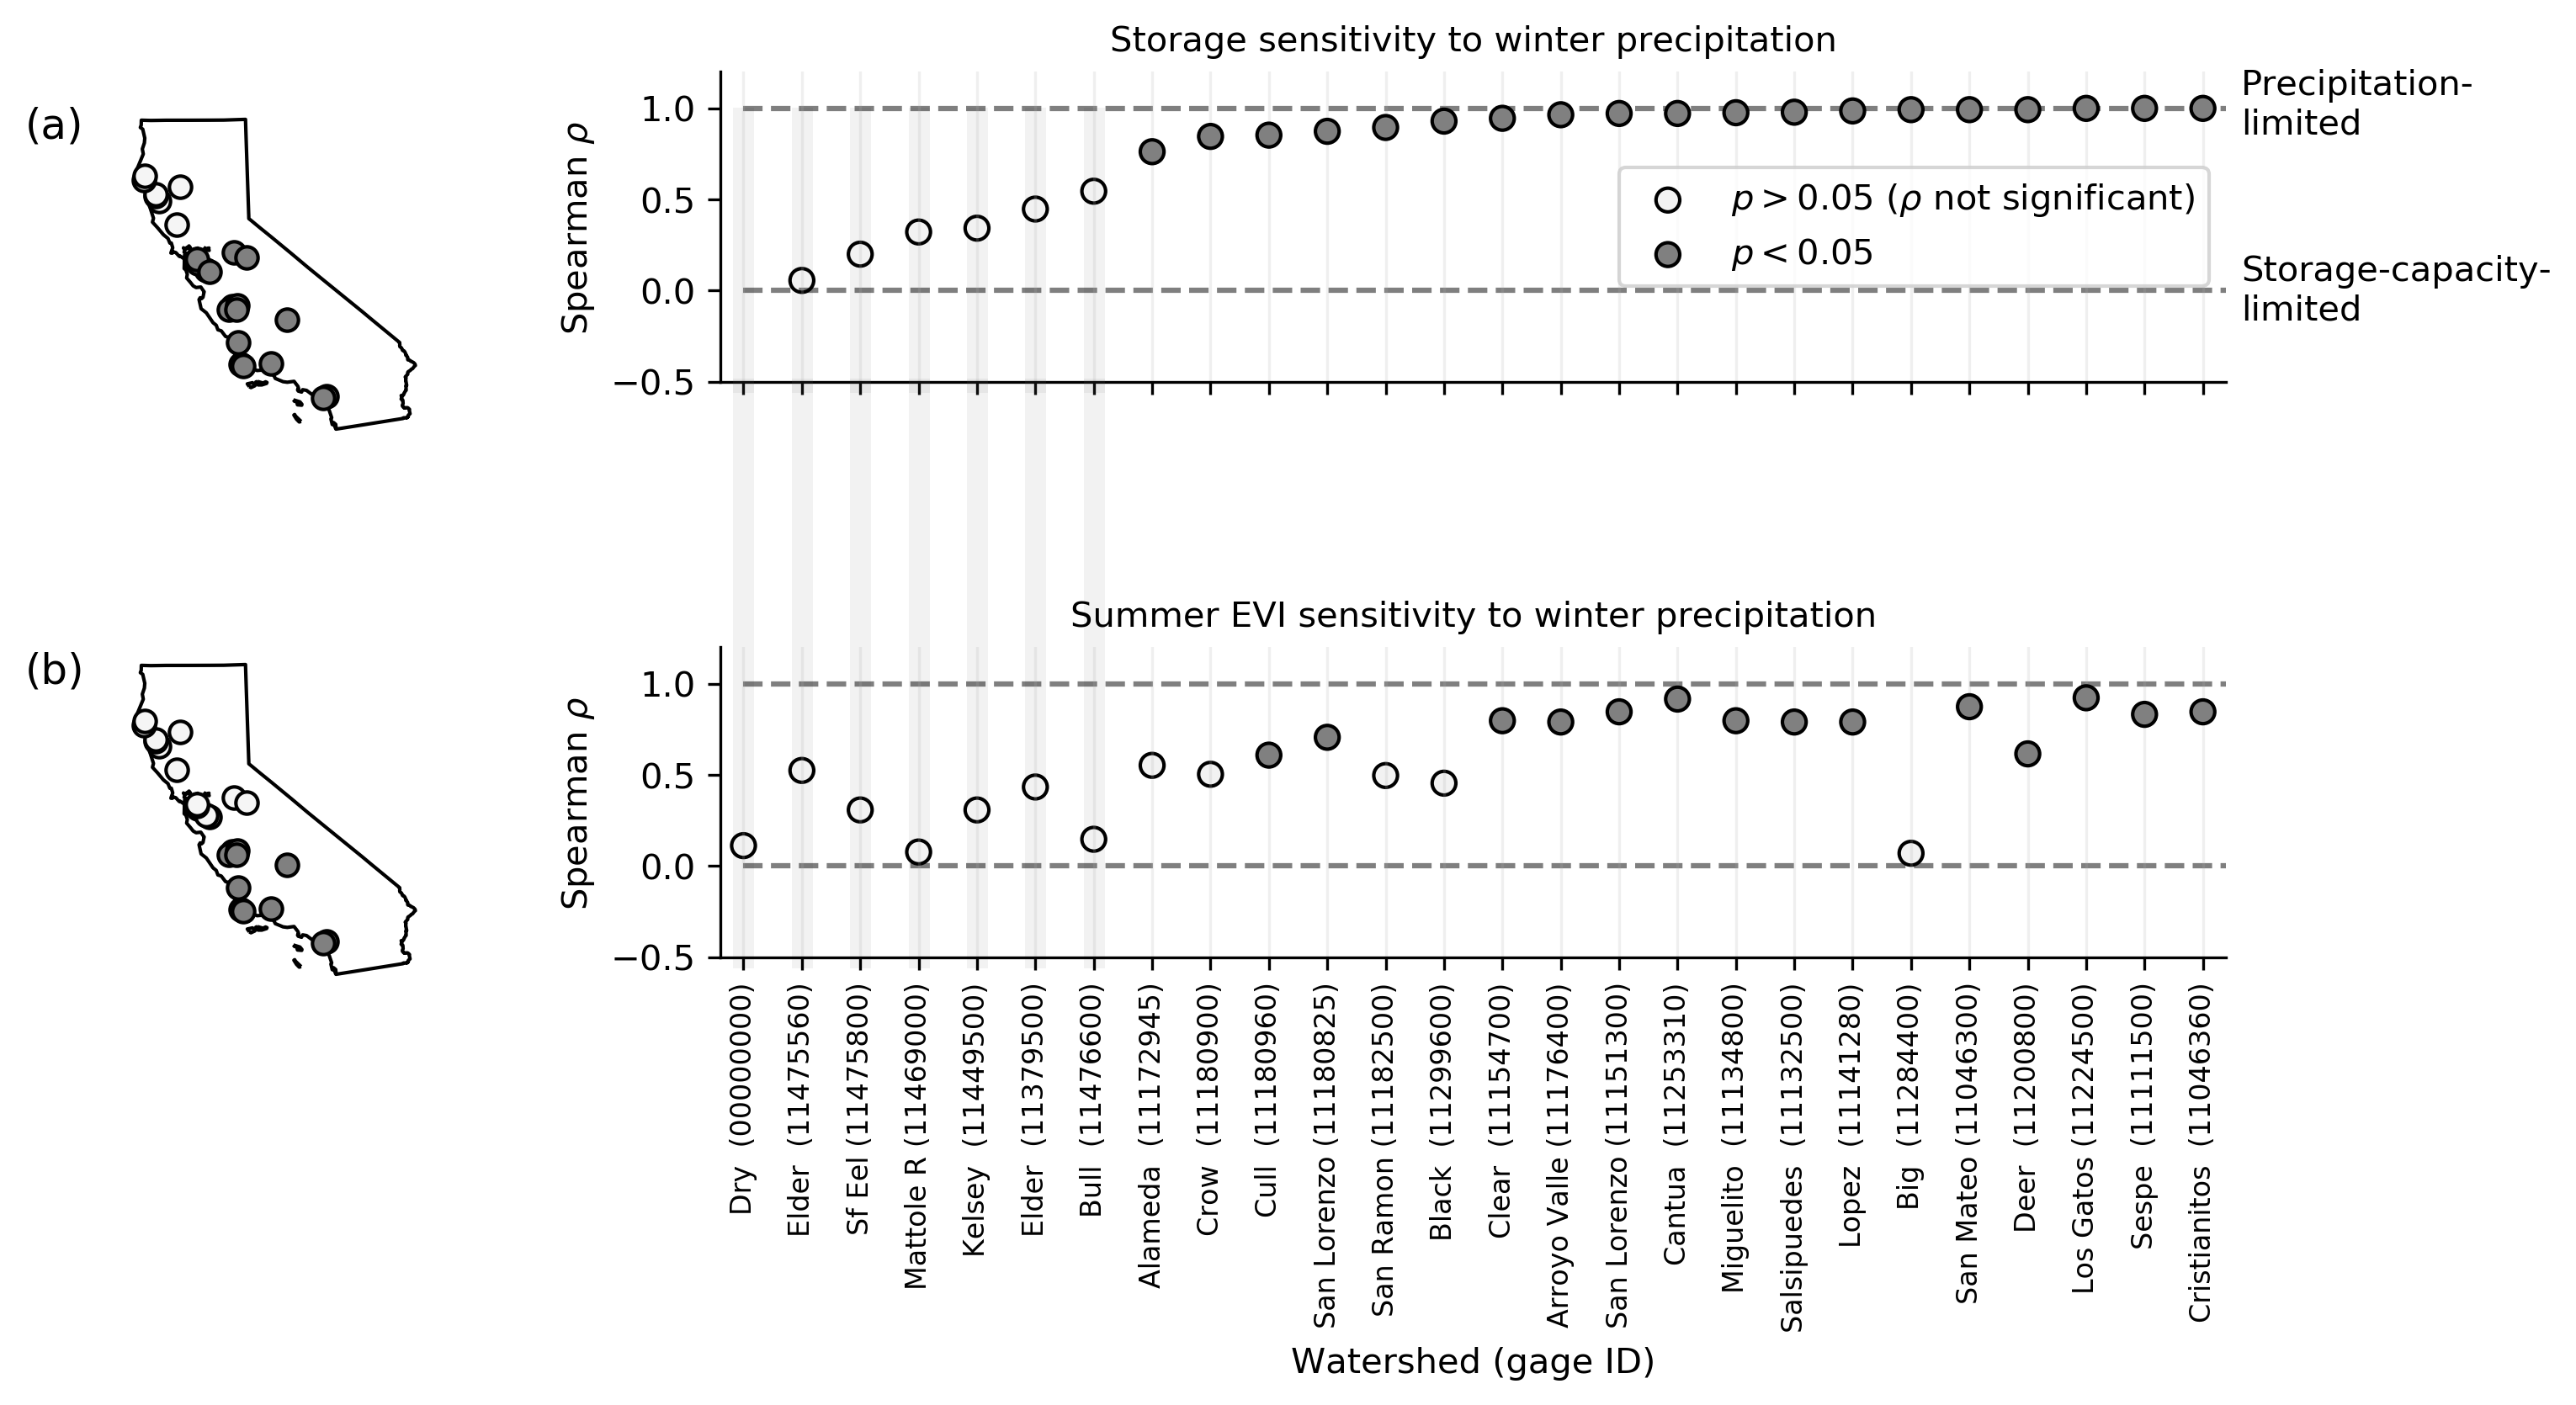 Storage sensitivity to winter precipitation
(a)
Spearman ρ
1.0
0.5
0.0
−0.5
Precipitation-
limited
p > 0.05 (ρ not significant)
p < 0.05
Storage-capacity-
limited
Summer EVI sensitivity to winter precipitation
(b)
Spearman ρ
1.0
0.5
0.0
−0.5
Dry (00000000)
Elder (11475560)
Sf Eel (11475800)
Mattole R (11469000)
Kelsey (11449500)
Elder (11379500)
Bull (11476600)
Alameda (11172945)
Crow (11180900)
Cull (11180960)
San Lorenzo (111808825)
San Ramon (11182500)
Black (11299600)
Clear (11154700)
Arroyo Valle (11176400)
San Lorenzo (11151300)
Cantua (11253310)
Miguelito (11134800)
Salsipuedes (11132500)
Lopez (11141280)
Big (11284400)
San Mateo (11046300)
Deer (11200800)
Los Gatos (11224500)
Sespe (11111500)
Cristianitos (11046360)
Watershed (gage ID)